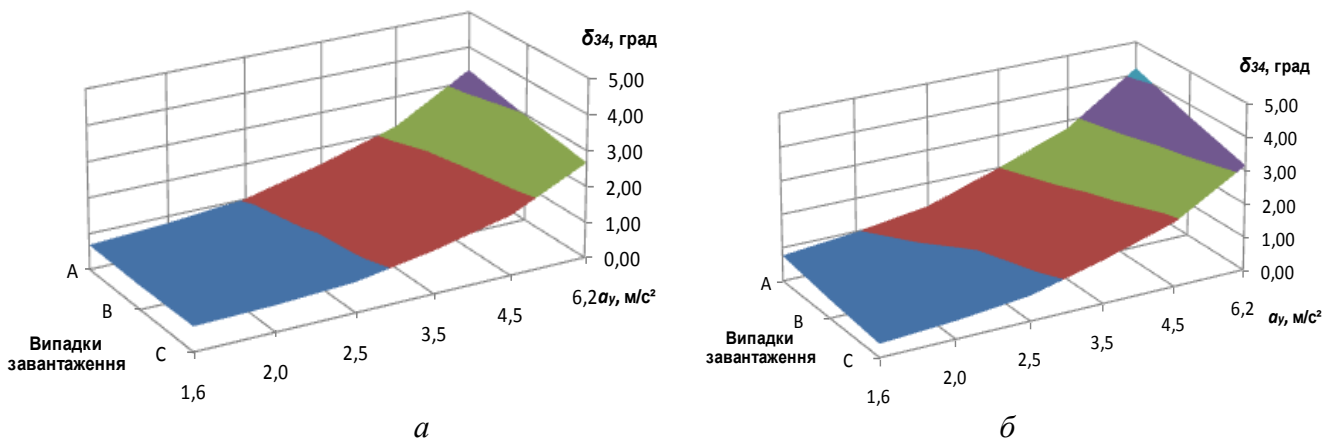 δ34, град
5,00
4,00
3,00
2,00
1,00
0,00
6,2 ay, м/с²
4,5
3,5
2,5
2,0
1,6
A
B
C
Випадки
завантаження
а
δ34, град
5,00
4,00
3,00
2,00
1,00
0,00
6,2
ay, м/с²
4,5
3,5
2,5
2,0
1,6
A
B
C
Випадки
завантаження
б